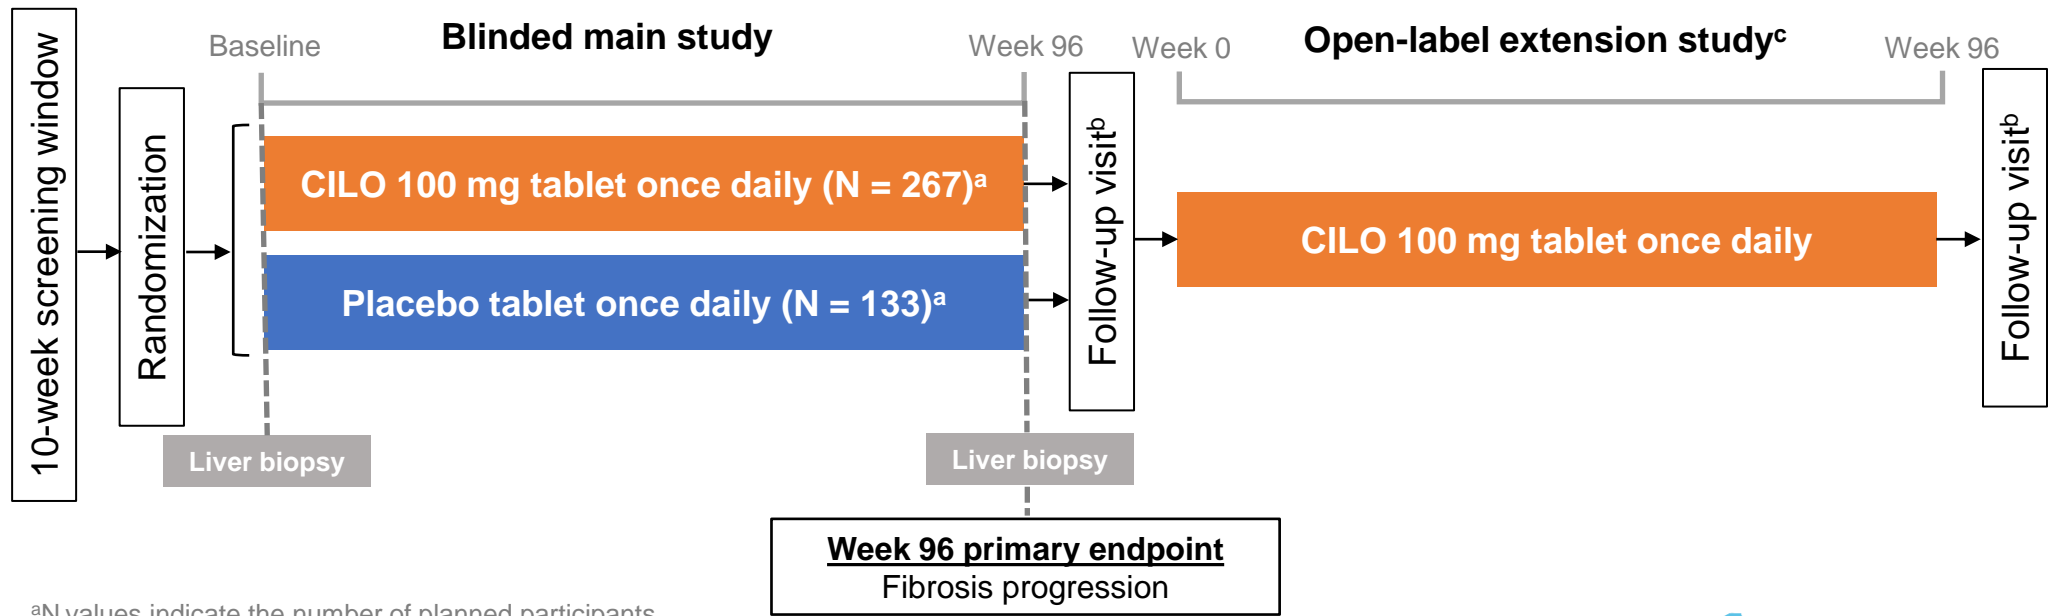 10-week screening window
Randomization
Baseline
Blinded main study
Week 96
CILO 100 mg tablet once daily (N = 267)ᵃ
Placebo tablet once daily (N = 133)ᵃ
Liver biopsy
Liver biopsy
Week 96 primary endpoint
Fibrosis progression
Follow-up visitᵇ
Week 0
Open-label extension studyᶜ
Week 96
CILO 100 mg tablet once daily
Follow-up visitᵇ
ᵃN values indicate the number of planned participants